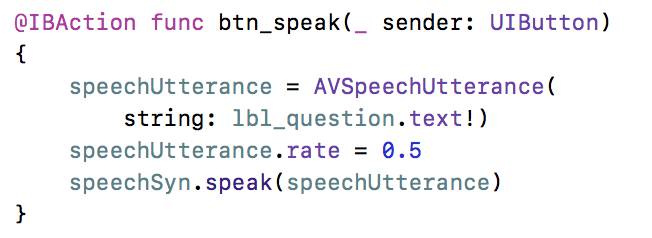 @IBAction func btn_speak(_ sender: UIButton)
{
    speechUtterance = AVSpeechUtterance(
        string: lbl_question.text!)
    speechUtterance.rate = 0.5
    speechSyn.speak(speechUtterance)
}